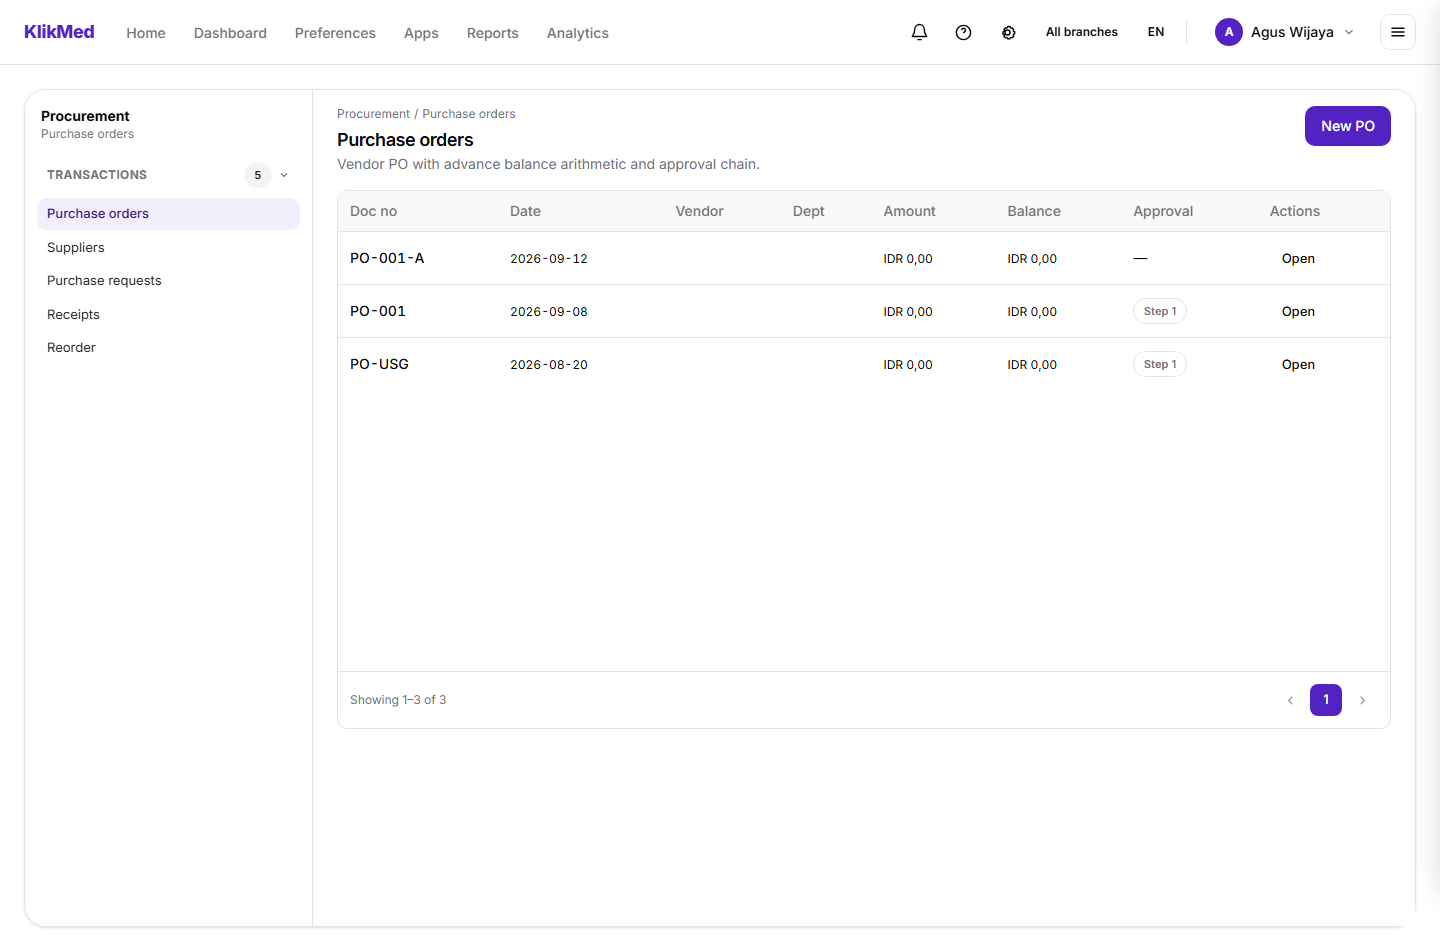 KlikMed Home Dashboard Preferences Apps Reports Analytics All branches EN A Agus Wijaya
Procurement
Purchase orders
TRANSACTIONS 5
Purchase orders
Suppliers
Purchase requests
Receipts
Reorder
Procurement / Purchase orders
Purchase orders
Vendor PO with advance balance arithmetic and approval chain.
New PO
Doc no Date Vendor Dept Amount Balance Approval Actions
PO-001-A 2026-09-12 IDR 0,00 IDR 0,00 — Open
PO-001 2026-09-08 IDR 0,00 IDR 0,00 Step 1 Open
PO-USG 2026-08-20 IDR 0,00 IDR 0,00 Step 1 Open
Showing 1–3 of 3 1